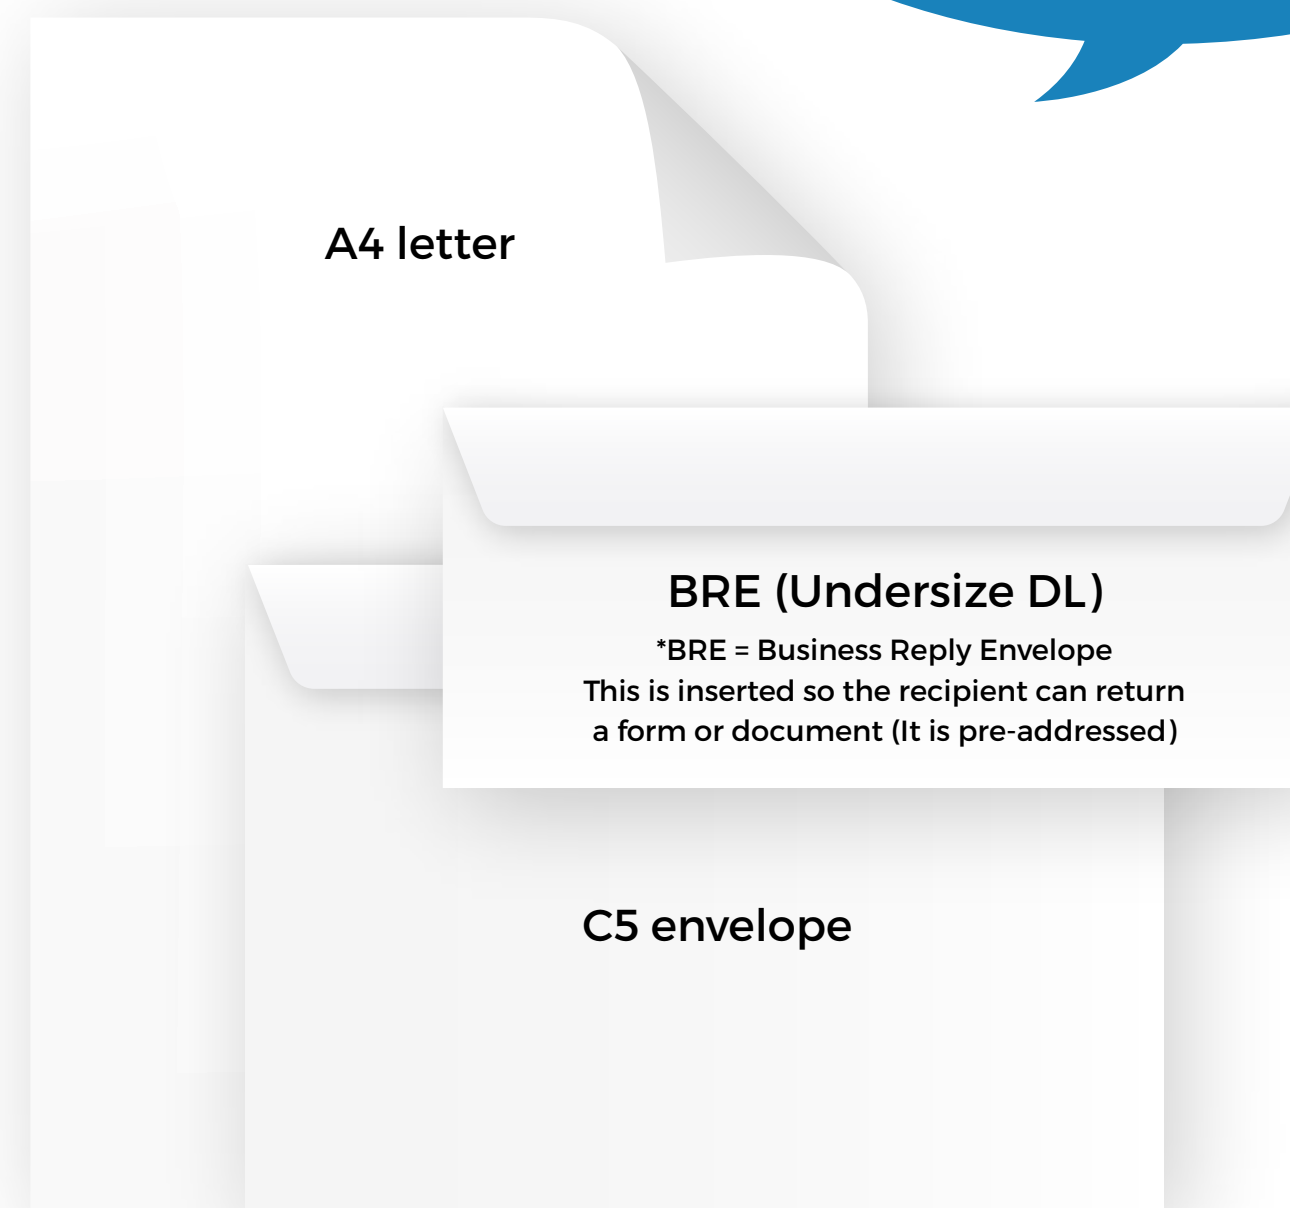 A4 letter
BRE (Undersize DL)
*BRE = Business Reply Envelope
This is inserted so the recipient can return
a form or document (It is pre-addressed)
C5 envelope